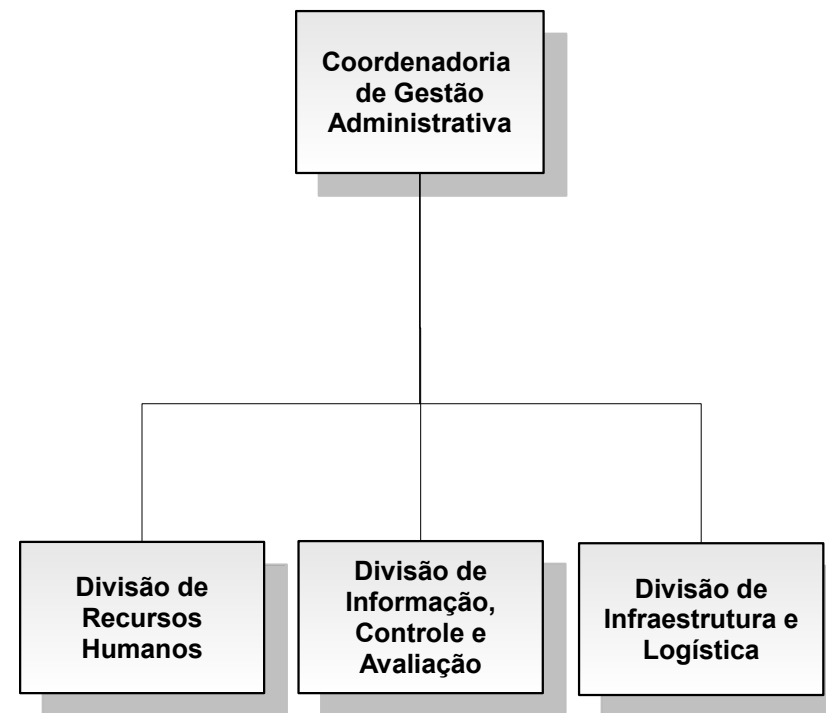 Coordenadoria
de Gestão
Administrativa
Divisão de
Recursos
Humanos
Divisão de
Informação,
Controle e
Avaliação
Divisão de
Infraestrutura e
Logística